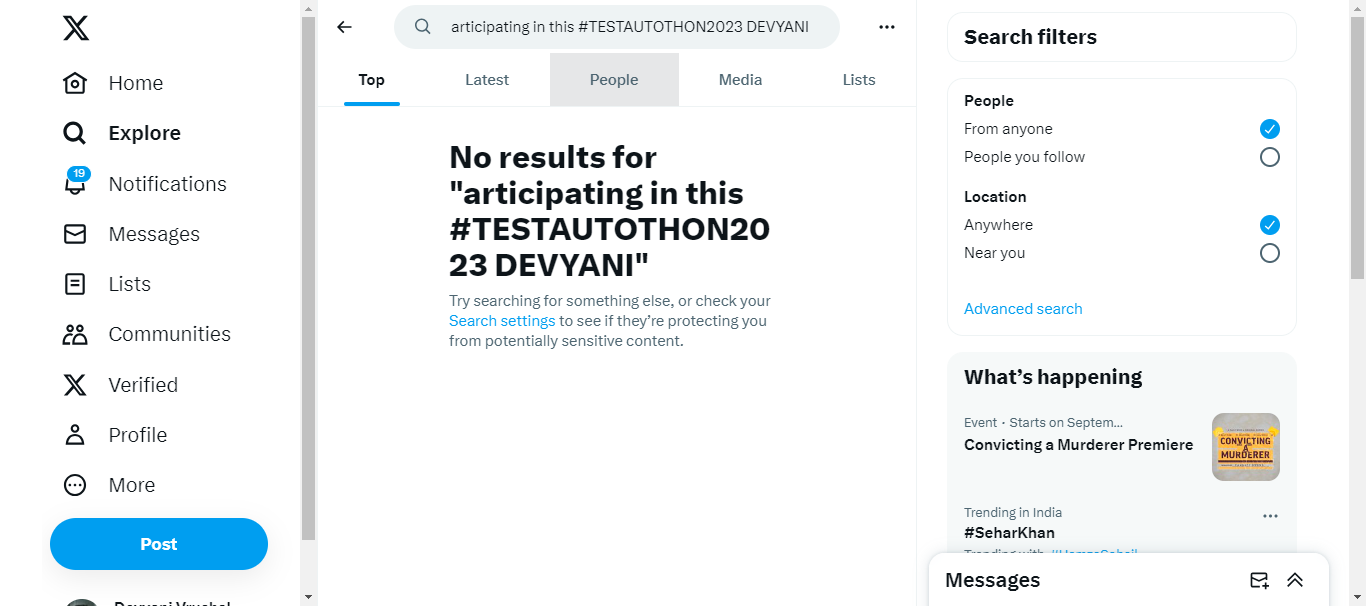 Home
Explore
19
Notifications
Messages
Lists
Communities
Verified
Profile
More
Post
articipating in this #TESTAUTOTHON2023 DEVYANI
Top
Latest
People
Media
Lists
No results for
"articipating in this
#TESTAUTOTHON20
23 DEVYANI"
Try searching for something else, or check your
Search settings to see if they’re protecting you
from potentially sensitive content.
Search filters
People
From anyone
People you follow
Location
Anywhere
Near you
Advanced search
What’s happening
Event · Starts on Septem...
Convicting a Murderer Premiere
CONVICTING
A
MURDERER
Trending in India
#SeharKhan
Trending with
Messages